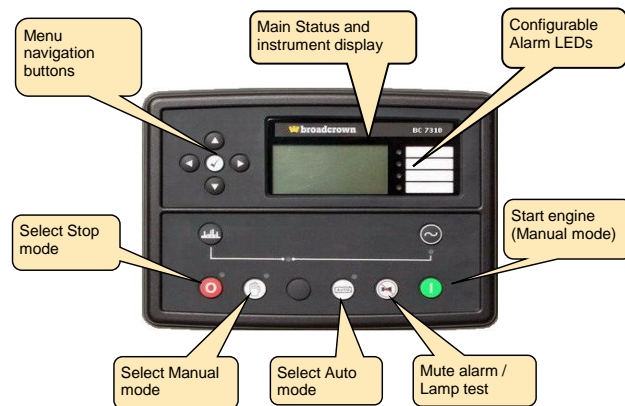 Menu
navigation
buttons
Main Status and
instrument display
Configurable
Alarm LEDs
broadcrown
BC 7310
Select Stop
mode
Start engine
(Manual mode)
O
AUTO
I
Select Manual
mode
Select Auto
mode
Mute alarm /
Lamp test